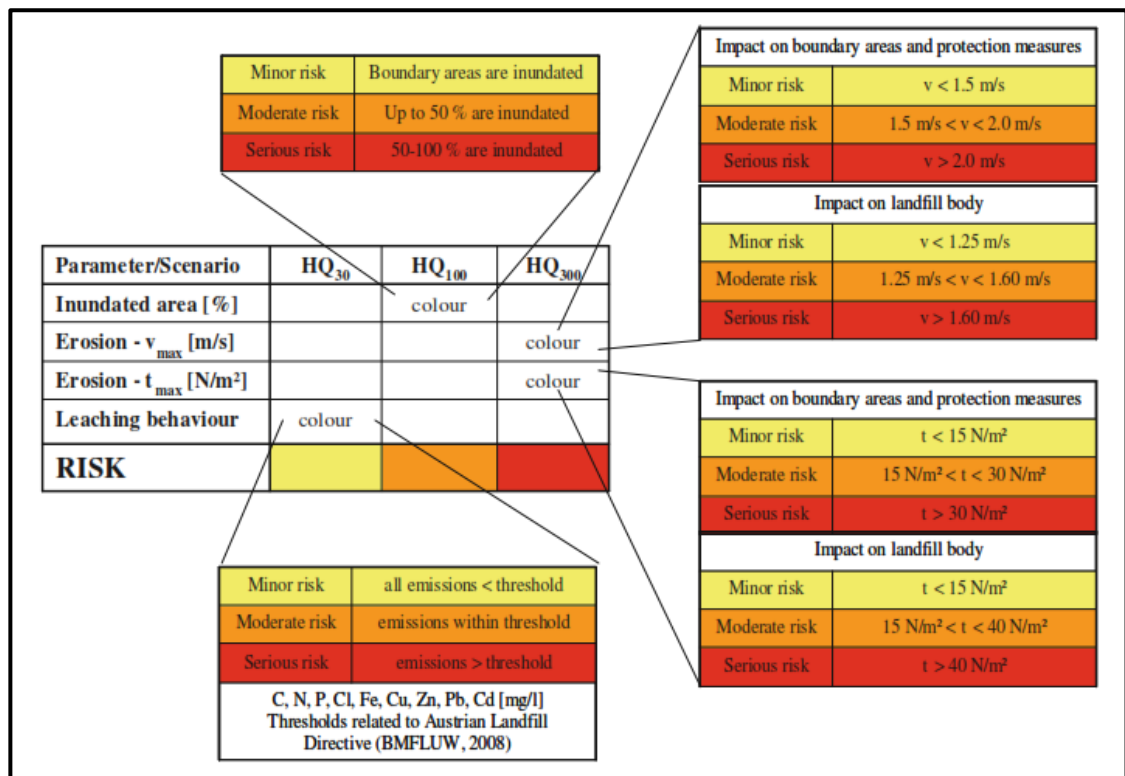 Minor risk Boundary areas are inundated
Moderate risk Up to 50 % are inundated
Serious risk 50-100 % are inundated
Impact on boundary areas and protection measures
Minor risk v < 1.5 m/s
Moderate risk 1.5 m/s < v < 2.0 m/s
Serious risk v > 2.0 m/s
Impact on landfill body
Minor risk v < 1.25 m/s
Moderate risk 1.25 m/s < v < 1.60 m/s
Serious risk v > 1.60 m/s
Parameter/Scenario HQ30 HQ100 HQ300
Inundated area [%] colour
Erosion - vmax [m/s] colour
Erosion - tmax [N/m²] colour
Leaching behaviour colour
RISK
Impact on boundary areas and protection measures
Minor risk t < 15 N/m²
Moderate risk 15 N/m² < t < 30 N/m²
Serious risk t > 30 N/m²
Impact on landfill body
Minor risk t < 15 N/m²
Moderate risk 15 N/m² < t < 40 N/m²
Serious risk t > 40 N/m²
Minor risk all emissions < threshold
Moderate risk emissions within threshold
Serious risk emissions > threshold
C, N, P, Cl, Fe, Cu, Zn, Pb, Cd [mg/l]
Thresholds related to Austrian Landfill
Directive (BMFLUW, 2008)